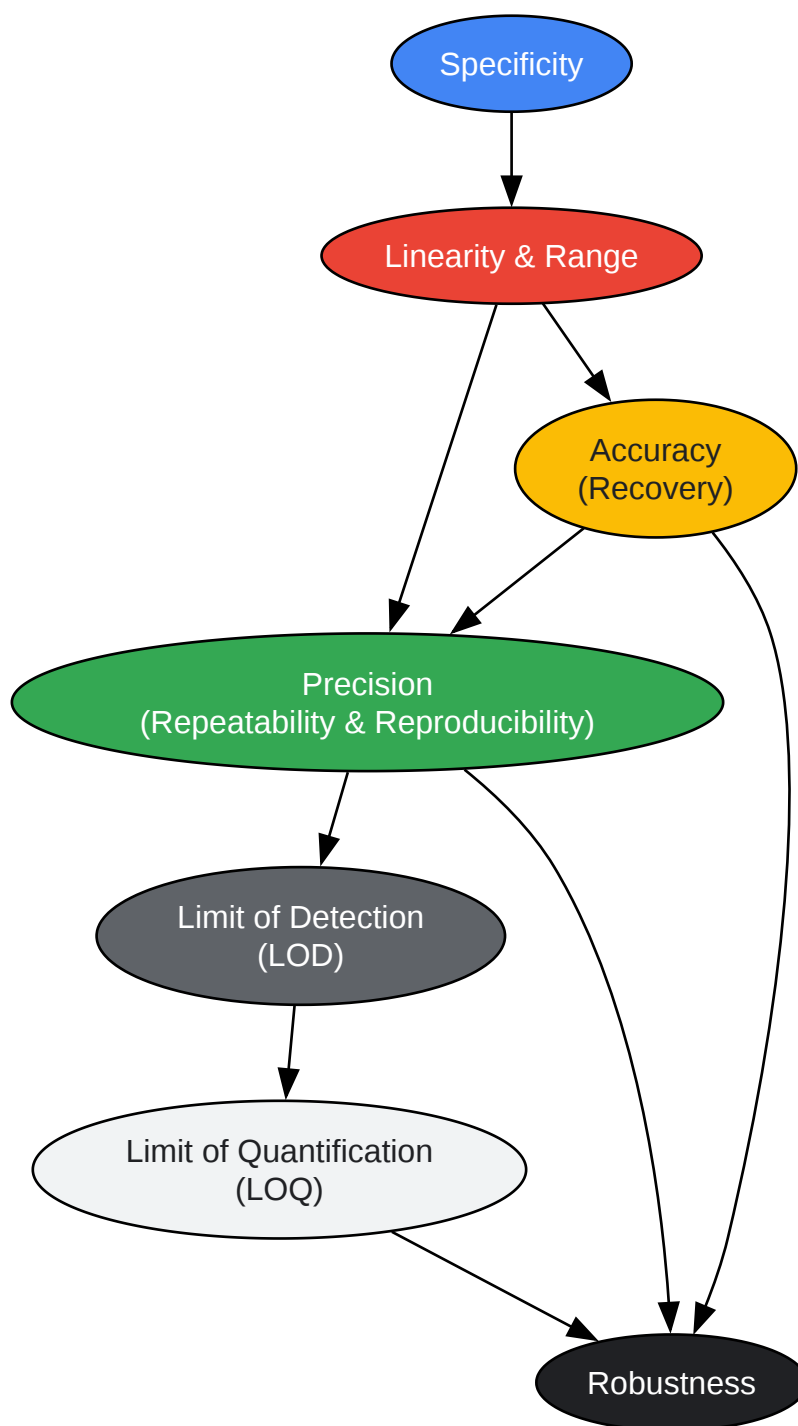 Specificity
Linearity & Range
Accuracy
(Recovery)
Precision
(Repeatability & Reproducibility)
Limit of Detection
(LOD)
Limit of Quantification
(LOQ)
Robustness